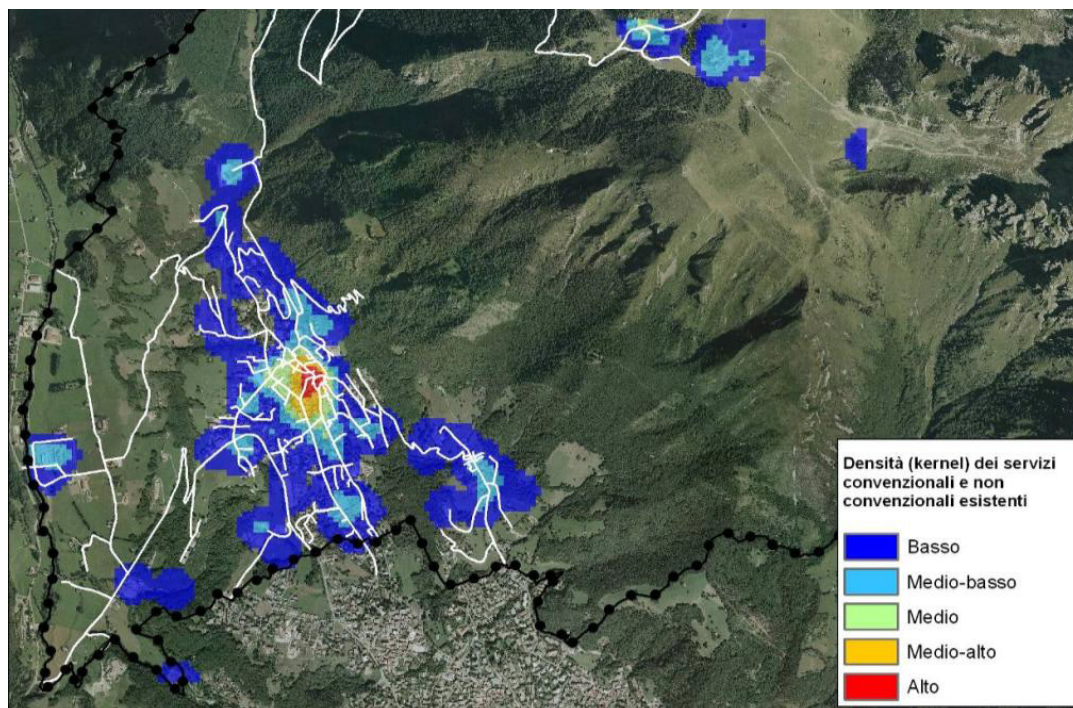 Densità (kernel) dei servizi
convenzionali e non
convenzionali esistenti
Basso
Medio-basso
Medio
Medio-alto
Alto